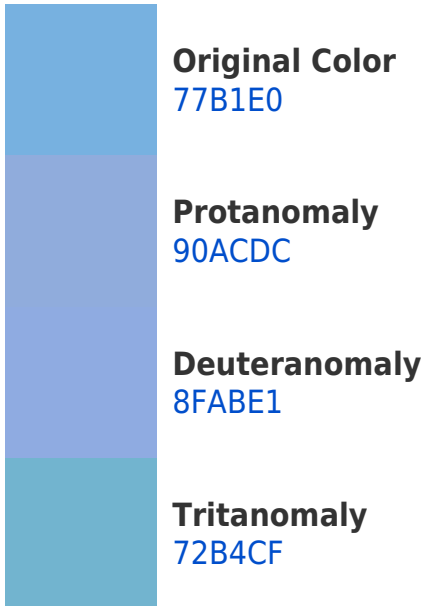 Original Color
77B1E0
Protanomaly
90ACDC
Deuteranomaly
8FABE1
Tritanomaly
72B4CF